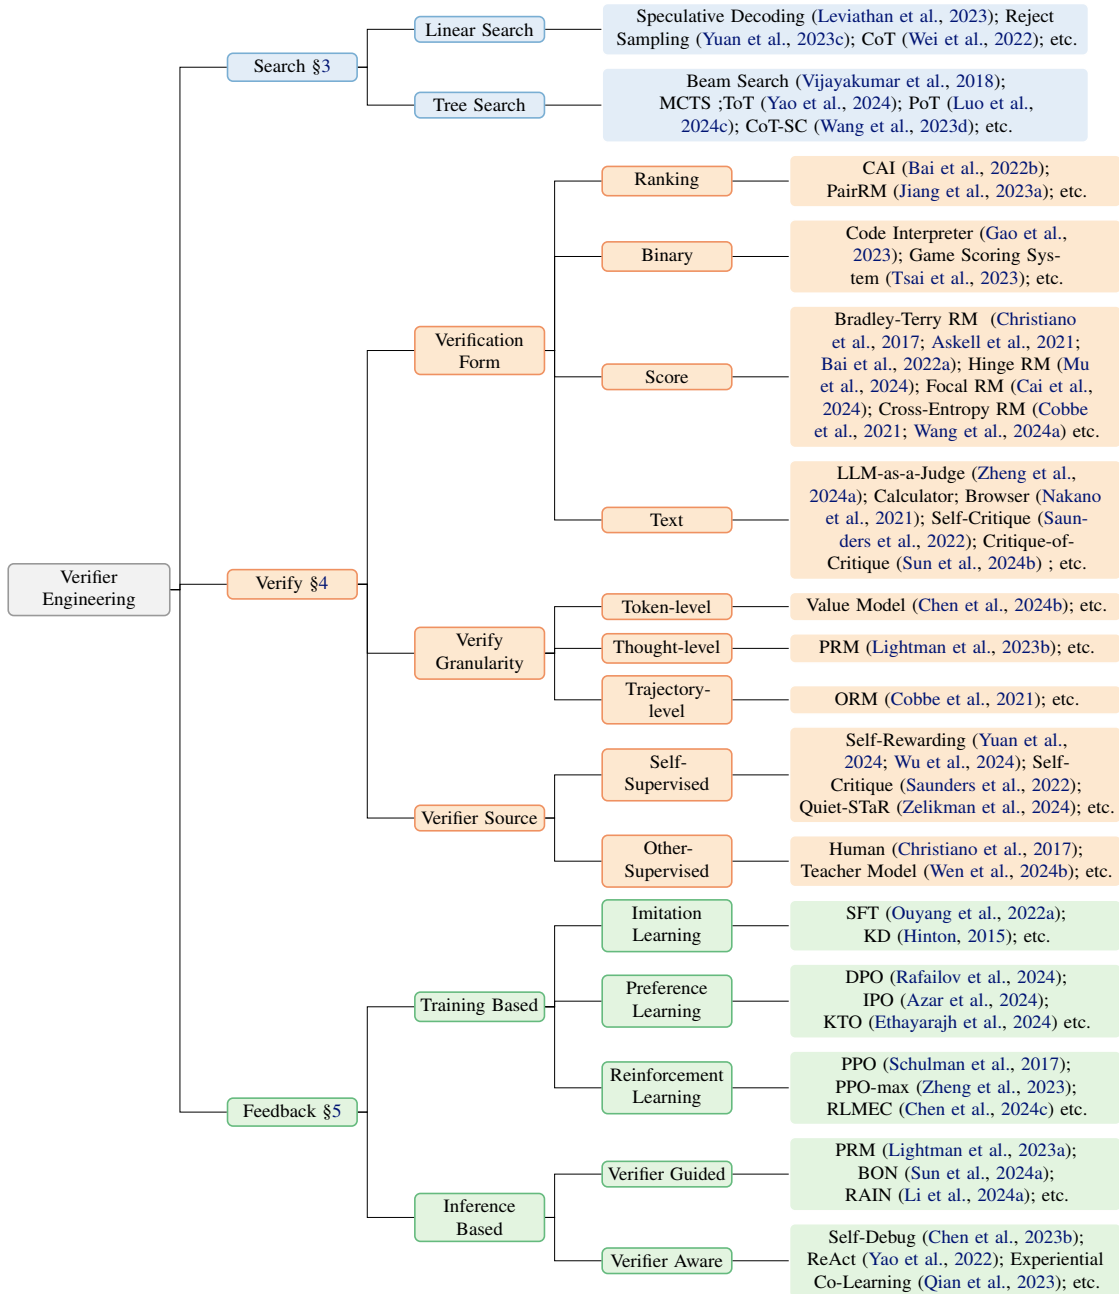 Verifier
Engineering
Search §3
Linear Search
Speculative Decoding (Leviathan et al., 2023); Reject
Sampling (Yuan et al., 2023c); CoT (Wei et al., 2022); etc.
Tree Search
Beam Search (Vijayakumar et al., 2018);
MCTS ;ToT (Yao et al., 2024); PoT (Luo et al.,
2024c); CoT-SC (Wang et al., 2023d); etc.
Verify §4
Verification
Form
Ranking
CAI (Bai et al., 2022b);
PairRM (Jiang et al., 2023a); etc.
Binary
Code Interpreter (Gao et al.,
2023); Game Scoring Sys-
tem (Tsai et al., 2023); etc.
Score
Bradley-Terry RM (Christiano
et al., 2017; Askell et al., 2021;
Bai et al., 2022a); Hinge RM (Mu
et al., 2024); Focal RM (Cai et al.,
2024); Cross-Entropy RM (Cobbe
et al., 2021; Wang et al., 2024a) etc.
Text
LLM-as-a-Judge (Zheng et al.,
2024a); Calculator; Browser (Nakano
et al., 2021); Self-Critique (Saun-
ders et al., 2022); Critique-of-
Critique (Sun et al., 2024b) ; etc.
Verify
Granularity
Token-level
Value Model (Chen et al., 2024b); etc.
Thought-level
PRM (Lightman et al., 2023b); etc.
Trajectory-
level
ORM (Cobbe et al., 2021); etc.
Verifier Source
Self-
Supervised
Self-Rewarding (Yuan et al.,
2024; Wu et al., 2024); Self-
Critique (Saunders et al., 2022);
Quiet-STaR (Zelikman et al., 2024); etc.
Other-
Supervised
Human (Christiano et al., 2017);
Teacher Model (Wen et al., 2024b); etc.
Feedback §5
Training Based
Imitation
Learning
SFT (Ouyang et al., 2022a);
KD (Hinton, 2015); etc.
Preference
Learning
DPO (Rafailov et al., 2024);
IPO (Azar et al., 2024);
KTO (Ethayarajh et al., 2024) etc.
Reinforcement
Learning
PPO (Schulman et al., 2017);
PPO-max (Zheng et al., 2023);
RLMEC (Chen et al., 2024c) etc.
Inference
Based
Verifier Guided
PRM (Lightman et al., 2023a);
BON (Sun et al., 2024a);
RAIN (Li et al., 2024a); etc.
Verifier Aware
Self-Debug (Chen et al., 2023b);
ReAct (Yao et al., 2022); Experiential
Co-Learning (Qian et al., 2023); etc.